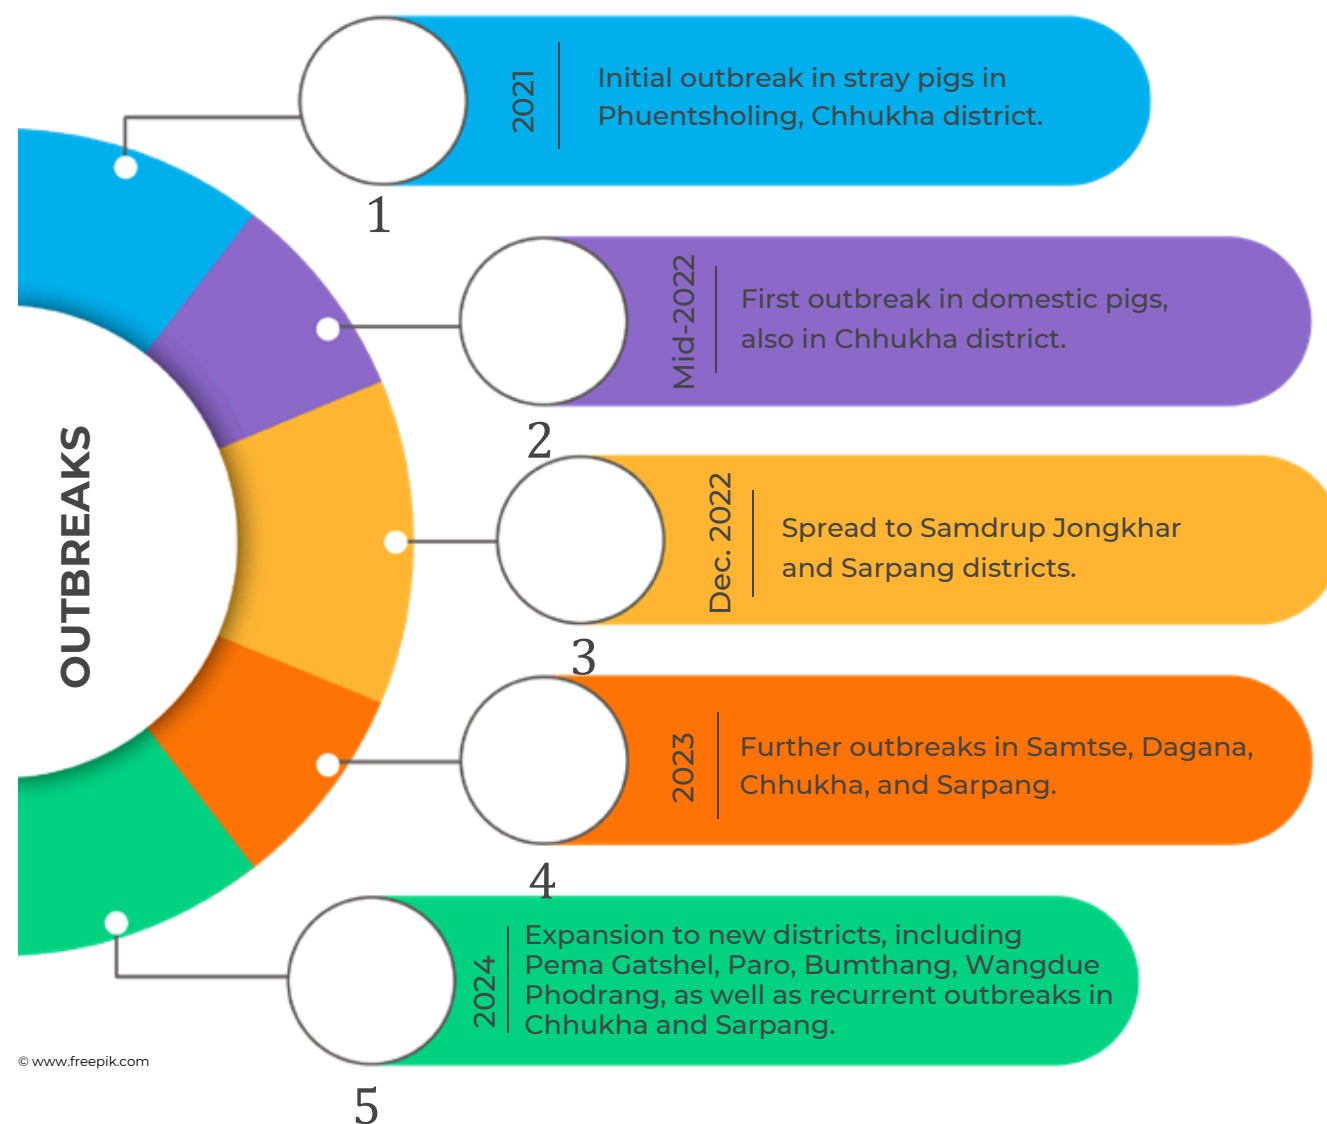 OUTBREAKS
2021
Initial outbreak in stray pigs in
Phuentsholing, Chhukha district.
1
Mid-2022
First outbreak in domestic pigs,
also in Chhukha district.
2
Dec. 2022
Spread to Samdrup Jongkhar
and Sarpang districts.
3
2023
Further outbreaks in Samtse, Dagana,
Chhukha, and Sarpang.
4
2024
Expansion to new districts, including
Pema Gatshel, Paro, Bumthang, Wangdue
Phodrang, as well as recurrent outbreaks in
Chhukha and Sarpang.
5
© www.freepik.com